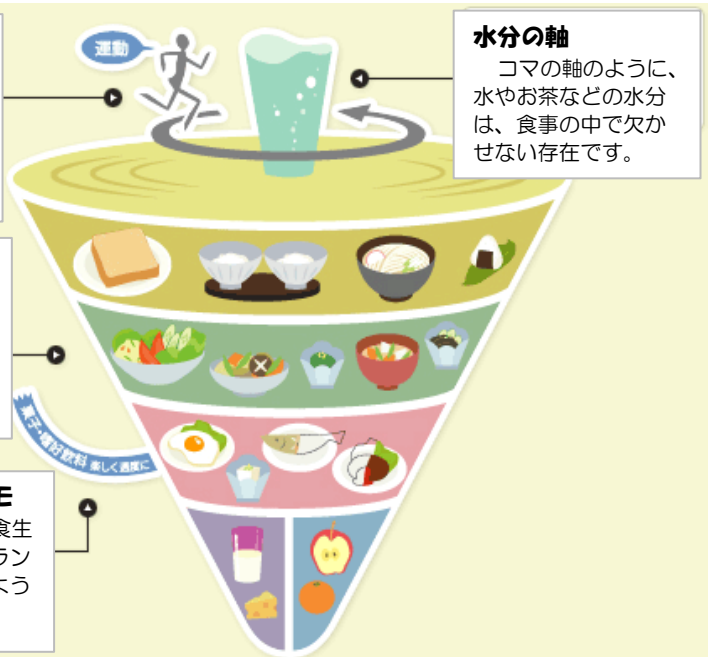 運動
水分の軸
コマの軸のように、
水やお茶などの水分
は、食事の中で欠か
せない存在です。
菓子・嗜好飲料 楽しく適度に
モ
食生
ラン
よう